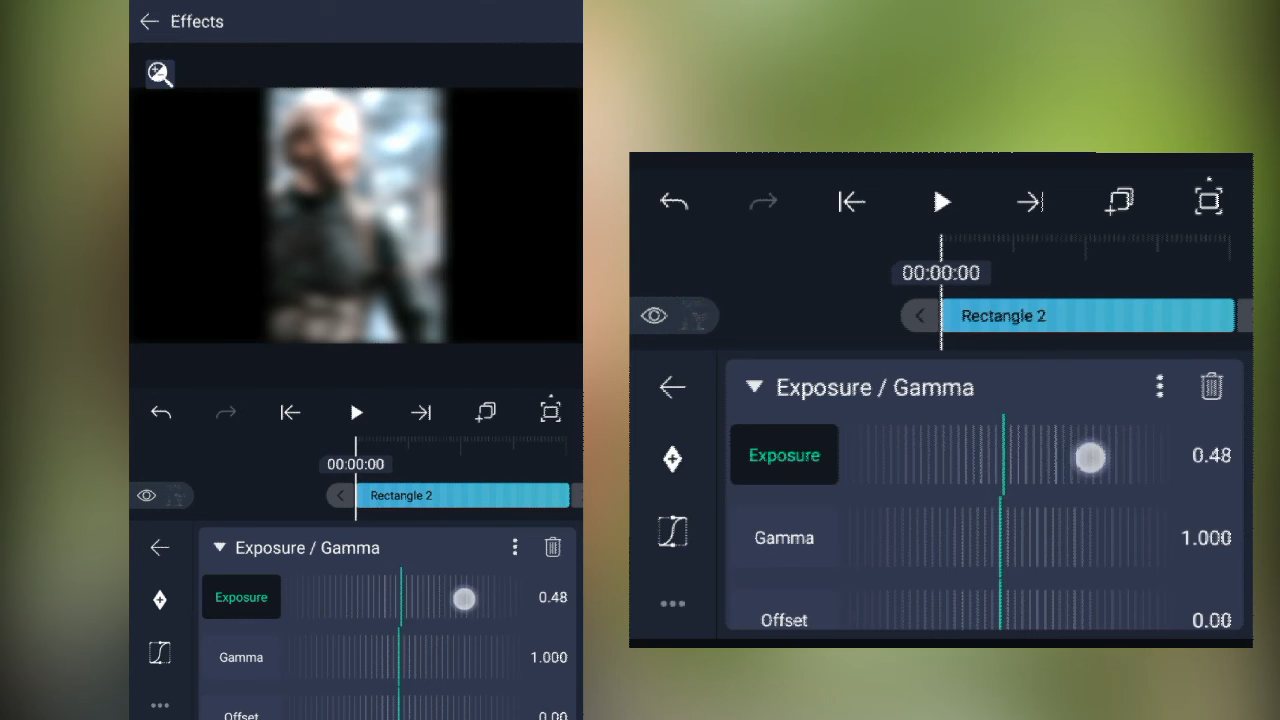 Effects
00:00:00
Rectangle 2
Exposure / Gamma
Exposure 0.48
Gamma 1.000
Offset 0.00
00:00:00
Rectangle 2
Exposure / Gamma
Exposure 0.48
Gamma 1.000
Offset 0.00